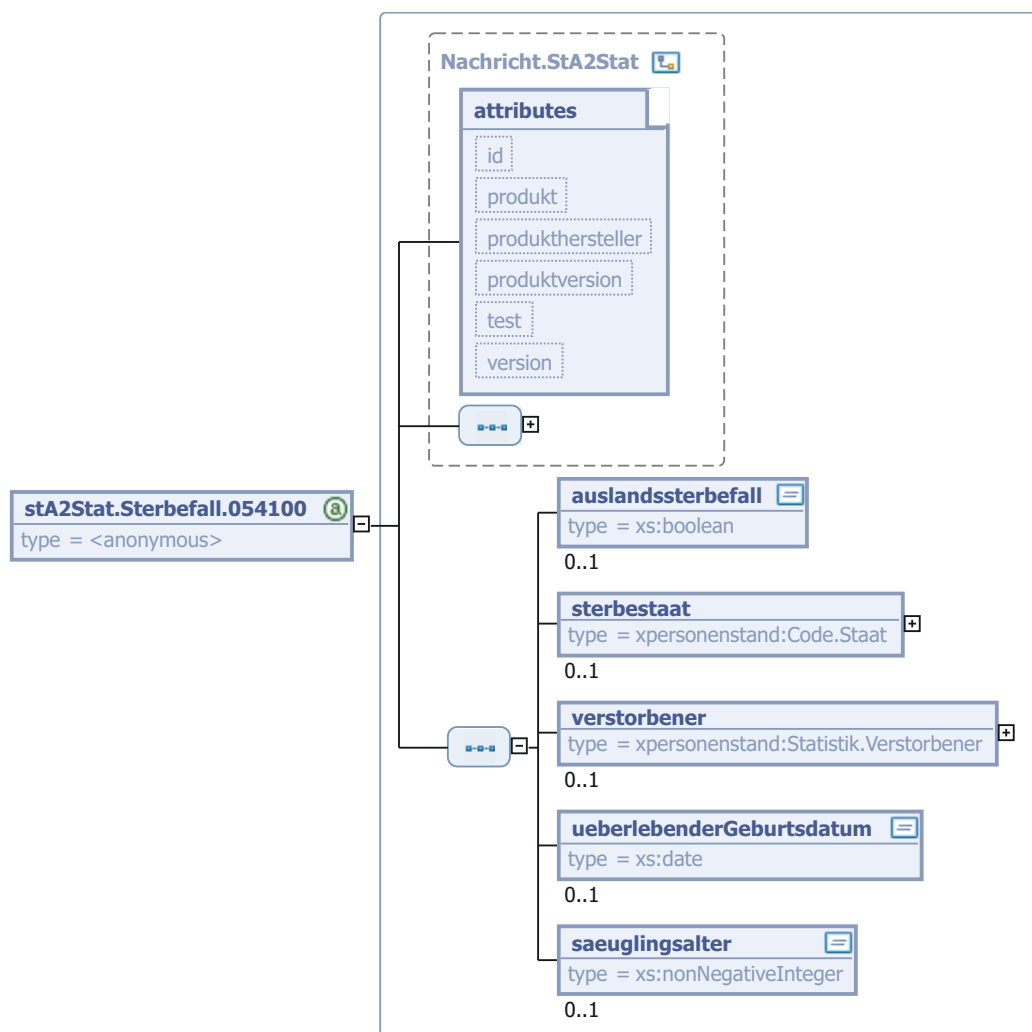 Nachricht.StA2Stat
attributes
id
produkt
produkthersteller
produktversion
test
version
stA2Stat.Sterbefall.054100
type = <anonymous>
auslandssterbefall
type = xs:boolean
0..1
sterbestaat
type = xpersonenstand:Code.Staat
0..1
verstorbener
type = xpersonenstand:Statistik.Verstorbener
0..1
ueberlebenderGeburtsdatum
type = xs:date
0..1
saeuglingsalter
type = xs:nonNegativeInteger
0..1